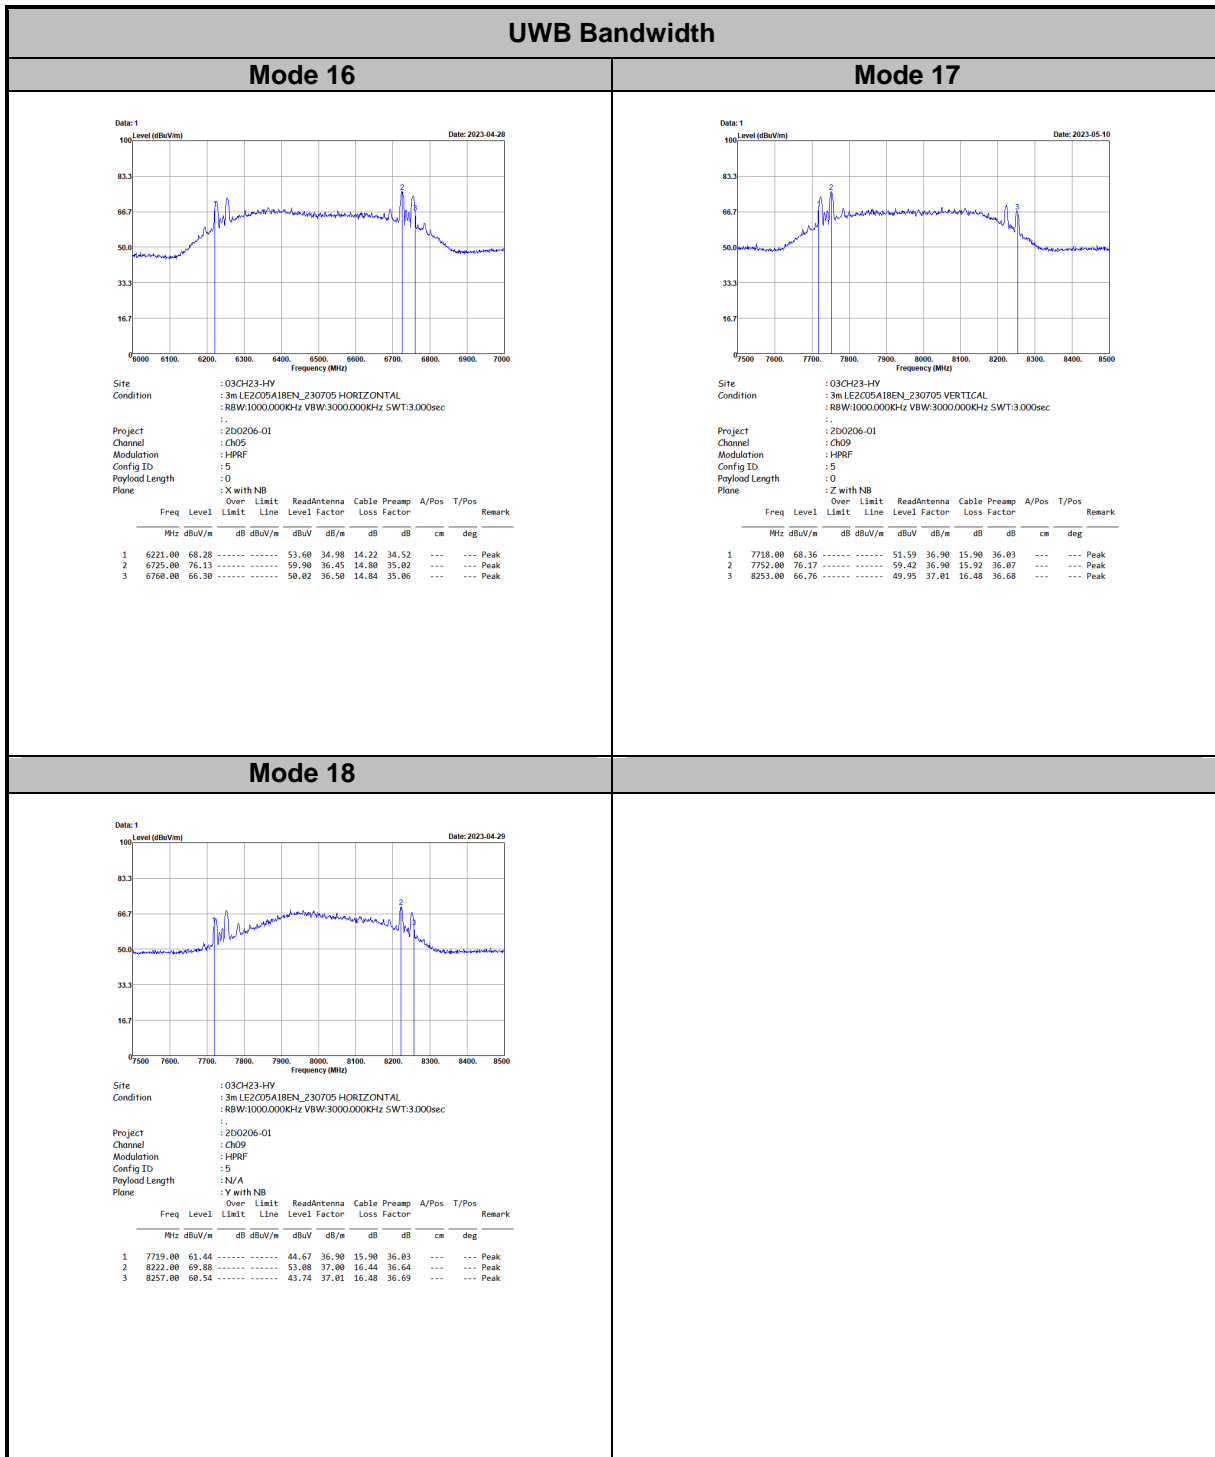 UWB Bandwidth
Mode 16
Mode 17
Data: 1
Level (dBuV/m)
Date: 2023-04-28
100
83.3
66.7
50.0
33.3
16.7
0
6000 6100. 6200. 6300. 6400. 6500. 6600. 6700. 6800. 6900. 7000
Frequency (MHz)
1
2
3
Site : 03CH23-HY
Condition : 3m LE2C05A18EN_230705 HORIZONTAL
: RBW:1000.000KHz VBW:3000.000KHz SWT:3.000sec
: .
Project : 2D0206-01
Channel : Ch05
Modulation : HPRF
Config ID : 5
Payload Length : 0
Plane : X with NB
Over Limit ReadAntenna Cable Preamp A/Pos T/Pos
Freq Level Limit Line Level Factor Loss Factor Remark
MHz dBuV/m dB dBuV/m dBuV dB/m dB dB cm deg
1 6221.00 68.28 ------ ------ 53.60 34.98 14.22 34.52 --- --- Peak
2 6725.00 76.13 ------ ------ 59.90 36.45 14.80 35.02 --- --- Peak
3 6760.00 66.30 ------ ------ 50.02 36.50 14.84 35.06 --- --- Peak
Data: 1
Level (dBuV/m)
Date: 2023-05-10
100
83.3
66.7
50.0
33.3
16.7
0
7500 7600. 7700. 7800. 7900. 8000. 8100. 8200. 8300. 8400. 8500
Frequency (MHz)
1
2
3
Site : 03CH23-HY
Condition : 3m LE2C05A18EN_230705 VERTICAL
: RBW:1000.000KHz VBW:3000.000KHz SWT:3.000sec
: .
Project : 2D0206-01
Channel : Ch09
Modulation : HPRF
Config ID : 5
Payload Length : 0
Plane : Z with NB
Over Limit ReadAntenna Cable Preamp A/Pos T/Pos
Freq Level Limit Line Level Factor Loss Factor Remark
MHz dBuV/m dB dBuV/m dBuV dB/m dB dB cm deg
1 7718.00 68.36 ------ ------ 51.59 36.90 15.90 36.03 --- --- Peak
2 7752.00 76.17 ------ ------ 59.42 36.90 15.92 36.07 --- --- Peak
3 8253.00 66.76 ------ ------ 49.95 37.01 16.48 36.68 --- --- Peak
Mode 18
Data: 1
Level (dBuV/m)
Date: 2023-04-29
100
83.3
66.7
50.0
33.3
16.7
0
7500 7600. 7700. 7800. 7900. 8000. 8100. 8200. 8300. 8400. 8500
Frequency (MHz)
1
2
3
Site : 03CH23-HY
Condition : 3m LE2C05A18EN_230705 HORIZONTAL
: RBW:1000.000KHz VBW:3000.000KHz SWT:3.000sec
: .
Project : 2D0206-01
Channel : Ch09
Modulation : HPRF
Config ID : 5
Payload Length : N/A
Plane : Y with NB
Over Limit ReadAntenna Cable Preamp A/Pos T/Pos
Freq Level Limit Line Level Factor Loss Factor Remark
MHz dBuV/m dB dBuV/m dBuV dB/m dB dB cm deg
1 7719.00 61.44 ------ ------ 44.67 36.90 15.90 36.03 --- --- Peak
2 8222.00 69.88 ------ ------ 53.08 37.00 16.44 36.64 --- --- Peak
3 8257.00 60.54 ------ ------ 43.74 37.01 16.48 36.69 --- --- Peak